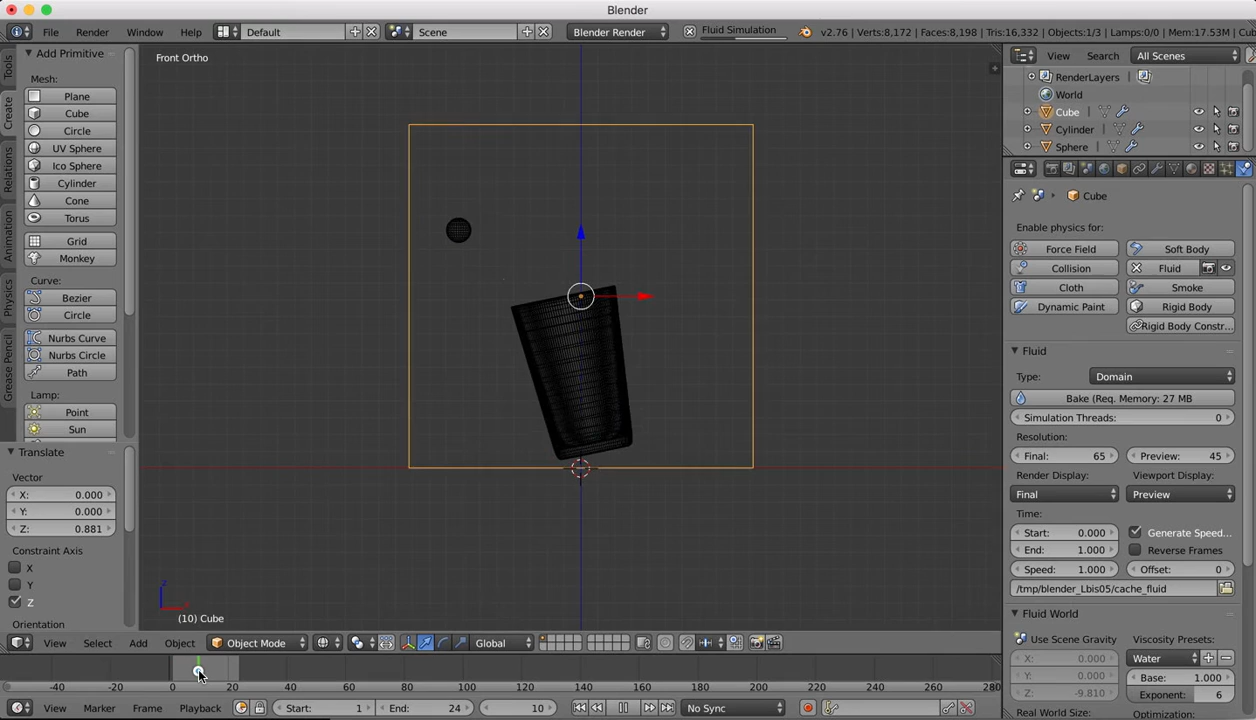 Blender
File Render Window Help Default Scene Blender Render Fluid Simulation v2.76 | Verts:8,172 | Faces:8,198 | Tris:16,332 | Objects:1/3 | Lamps:0/0 | Mem:17.53M | Cub
Tools
Create
Relations
Animation
Physics
Grease Pencil
Add Primitive
Mesh:
Plane
Cube
Circle
UV Sphere
Ico Sphere
Cylinder
Cone
Torus
Grid
Monkey
Curve:
Bezier
Circle
Nurbs Curve
Nurbs Circle
Path
Lamp:
Point
Sun
Translate
Vector
X: 0.000
Y: 0.000
Z: 0.881
Constraint Axis
X
Y
Z
Orientation
Front Ortho
z
(10) Cube
View Select Add Object Object Mode Global
View Search All Scenes
RenderLayers
World
Cube
Cylinder
Sphere
Cube
Enable physics for:
Force Field Soft Body
Collision Fluid
Cloth Smoke
Dynamic Paint Rigid Body
Rigid Body Constr...
Fluid
Type: Domain
Bake (Req. Memory: 27 MB
Simulation Threads: 0
Resolution:
Final: 65 Preview: 45
Render Display: Viewport Display:
Final Preview
Time:
Start: 0.000 Generate Speed...
End: 1.000 Reverse Frames
Speed: 1.000 Offset: 0
/tmp/blender_Lbis05/cache_fluid
Fluid World
Use Scene Gravity Viscosity Presets:
X: 0.000 Water
Y: 0.000 Base: 1.000
Z: -9.810 Exponent: 6
Real World Size: Optimization:
-40 -20 0 20 40 60 80 100 120 140 160 180 200 220 240 260 280
View Marker Frame Playback Start: 1 End: 24 10 No Sync